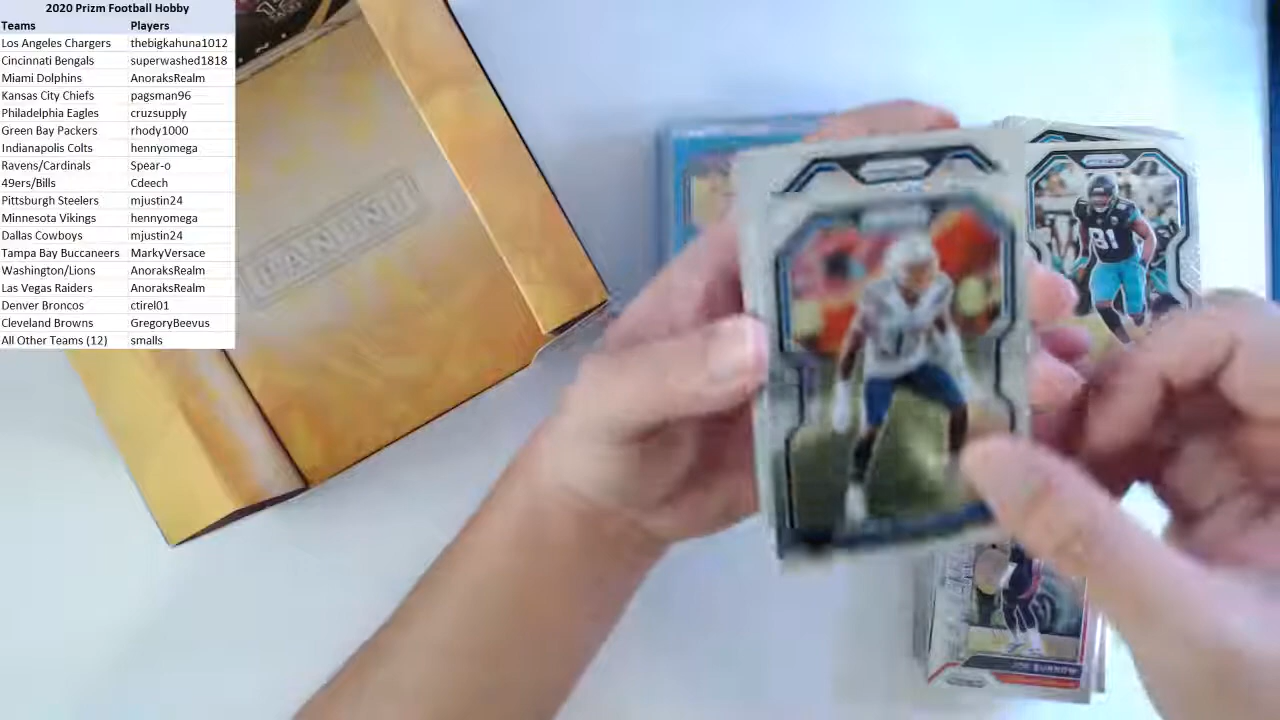 2020 Prizm Football Hobby
Teams Players
Los Angeles Chargers thebigkahuna1012
Cincinnati Bengals superwashed1818
Miami Dolphins AnoraksRealm
Kansas City Chiefs pagsman96
Philadelphia Eagles cruzsupply
Green Bay Packers rhody1000
Indianapolis Colts hennyomega
Ravens/Cardinals Spear-o
49ers/Bills Cdeech
Pittsburgh Steelers mjustin24
Minnesota Vikings hennyomega
Dallas Cowboys mjustin24
Tampa Bay Buccaneers MarkyVersace
Washington/Lions AnoraksRealm
Las Vegas Raiders AnoraksRealm
Denver Broncos ctirel01
Cleveland Browns GregoryBeevus
All Other Teams (12) smalls
PANINI
81
JOE BURROW